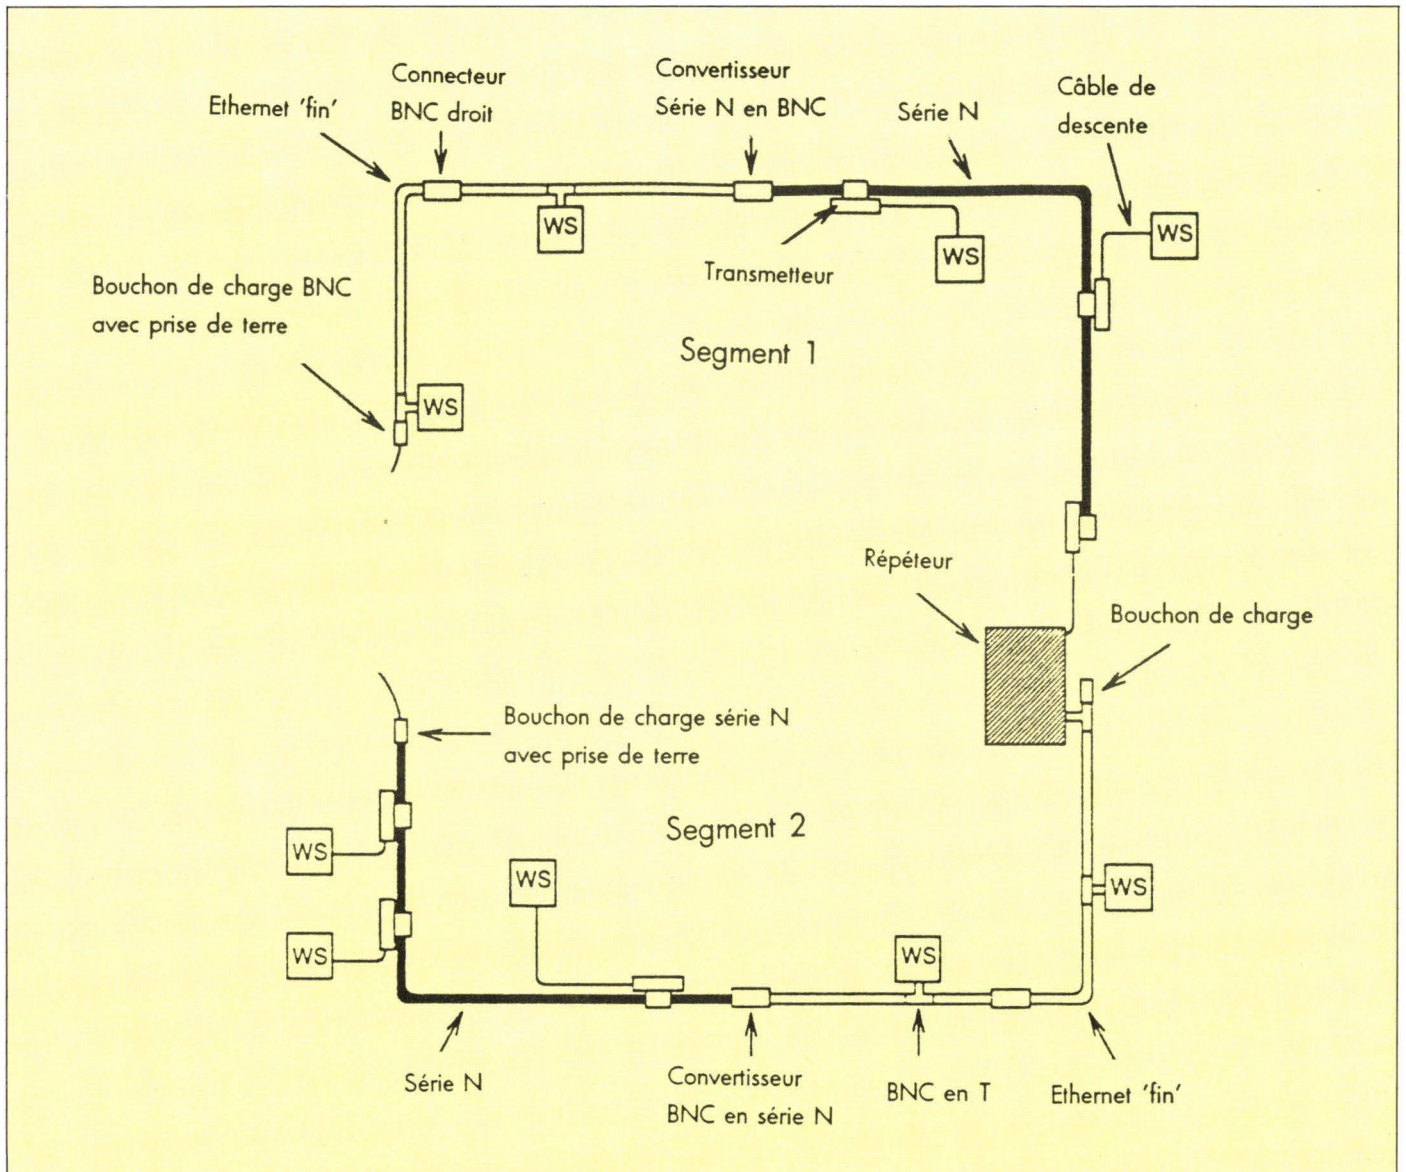 Connecteur
BNC droit
Convertisseur
Série N en BNC
Câble de
descente
Ethernet 'fin'
Série N
WS
WS
WS
Transmetteur
Bouchon de charge BNC
avec prise de terre
Segment 1
WS
Répéteur
Bouchon de charge
Bouchon de charge série N
avec prise de terre
Segment 2
WS
WS
WS
WS
WS
Série N
Convertisseur
BNC en série N
BNC en T
Ethernet 'fin'